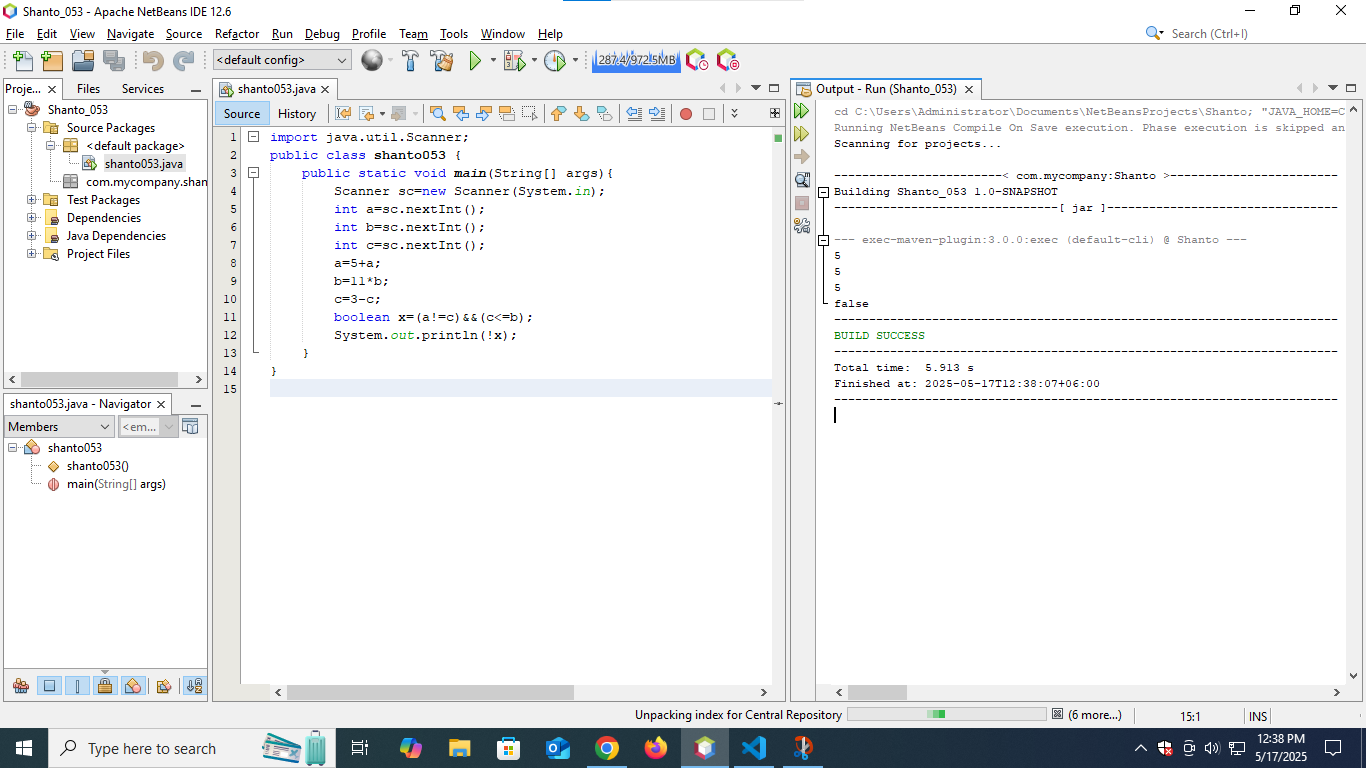 Shanto_053 - Apache NetBeans IDE 12.6
File Edit View Navigate Source Refactor Run Debug Profile Team Tools Window Help
Search (Ctrl+I)
<default config>
287.4/972.5MB
Proje...
Files
Services
Shanto_053
Source Packages
<default package>
shanto053.java
com.mycompany.shan
Test Packages
Dependencies
Java Dependencies
Project Files
shanto053.java - Navigator
Members
<em...
shanto053
shanto053()
main(String[] args)
shanto053.java
Source
History
1 import java.util.Scanner;
2 public class shanto053 {
3 public static void main(String[] args){
4 Scanner sc=new Scanner(System.in);
5 int a=sc.nextInt();
6 int b=sc.nextInt();
7 int c=sc.nextInt();
8 a=5+a;
9 b=11*b;
10 c=3-c;
11 boolean x=(a!=c)&&(c<=b);
12 System.out.println(!x);
13 }
14 }
15
Output - Run (Shanto_053)
cd C:\Users\Administrator\Documents\NetBeansProjects\Shanto; "JAVA_HOME=C
Running NetBeans Compile On Save execution. Phase execution is skipped an
Scanning for projects...
-----------------------< com.mycompany:Shanto >-----------------------
Building Shanto_053 1.0-SNAPSHOT
--------------------------------[ jar ]---------------------------------
--- exec-maven-plugin:3.0.0:exec (default-cli) @ Shanto ---
5
5
5
false
------------------------------------------------------------------------
BUILD SUCCESS
------------------------------------------------------------------------
Total time:  5.913 s
Finished at: 2025-05-17T12:38:07+06:00
------------------------------------------------------------------------
Unpacking index for Central Repository
(6 more...)
15:1
INS
Type here to search
12:38 PM
5/17/2025